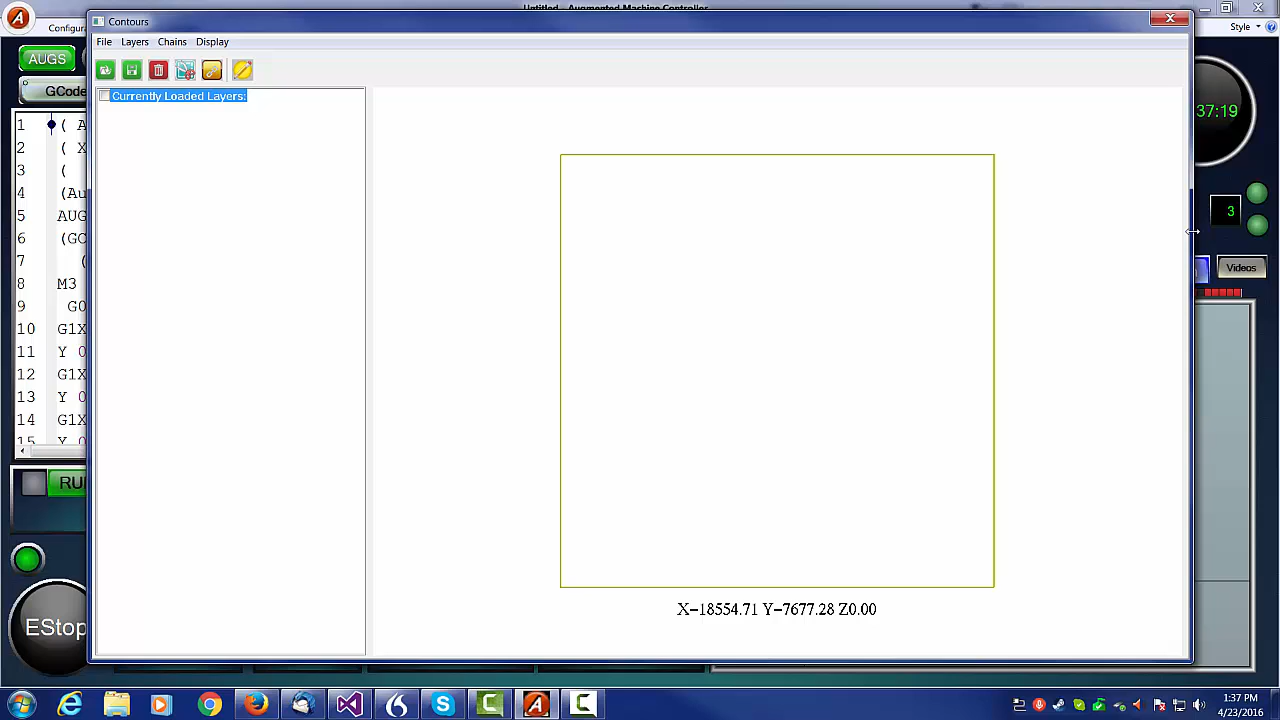 Untitled - Augmented Machine Controller
Configura
Style
Contours
File Layers Chains Display
AUGS
GCode
Currently Loaded Layers:
1 ( A
2 ( X
3 (
4 (Au
5 AUG
6 (GC
7 (
8 M3
9 G0
10 G1X
11 Y 0
12 G1X
13 Y 0
14 G1X
15 Y 0
37:19
3
Videos
RU
EStop
X-18554.71 Y-7677.28 Z0.00
1:37 PM
4/23/2016